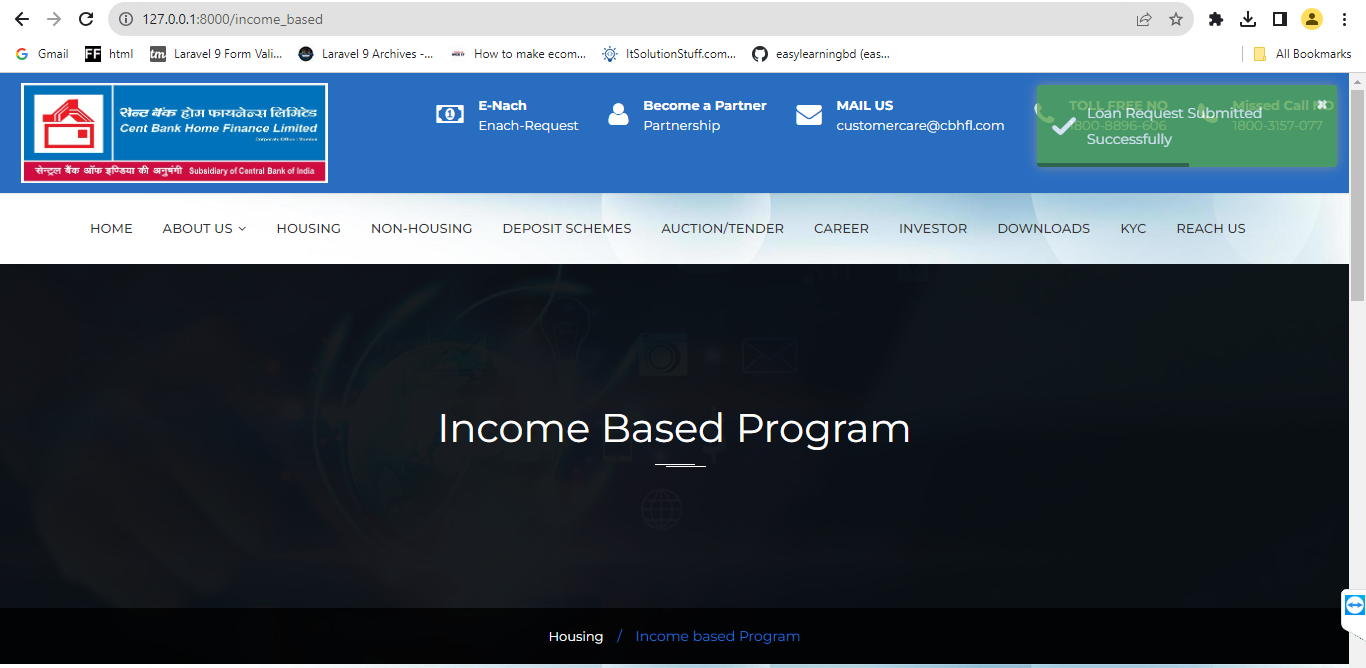 127.0.0.1:8000/income_based
Gmail
html
Laravel 9 Form Vali...
Laravel 9 Archives -...
How to make ecom...
ItSolutionStuff.com...
easylearningbd (eas...
All Bookmarks
सेन्ट बैंक होम फायनेन्स लिमिटेड
Cent Bank Home Finance Limited
सेन्ट्रल बैंक ऑफ इण्डिया की अनुषंगी Subsidiary of Central Bank of India
E-Nach
Enach-Request
Become a Partner
Partnership
MAIL US
customercare@cbhfl.com
TOLL FREE NO
1800-8896-606
Missed Call NO
1800-3157-077
Loan Request Submitted
Successfully
HOME ABOUT US HOUSING NON-HOUSING DEPOSIT SCHEMES AUCTION/TENDER CAREER INVESTOR DOWNLOADS KYC REACH US
Income Based Program
Housing / Income based Program